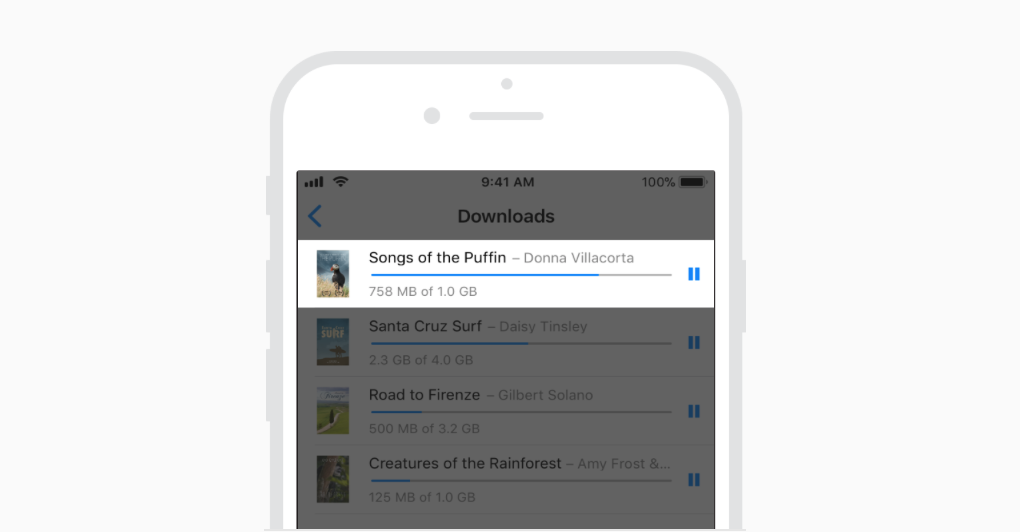 9:41 AM
100%
Downloads
Songs of the Puffin – Donna Villacorta
758 MB of 1.0 GB
SURF
Santa Cruz Surf – Daisy Tinsley
2.3 GB of 4.0 GB
Road to Firenze – Gilbert Solano
500 MB of 3.2 GB
Creatures of the Rainforest – Amy Frost &...
125 MB of 1.0 GB